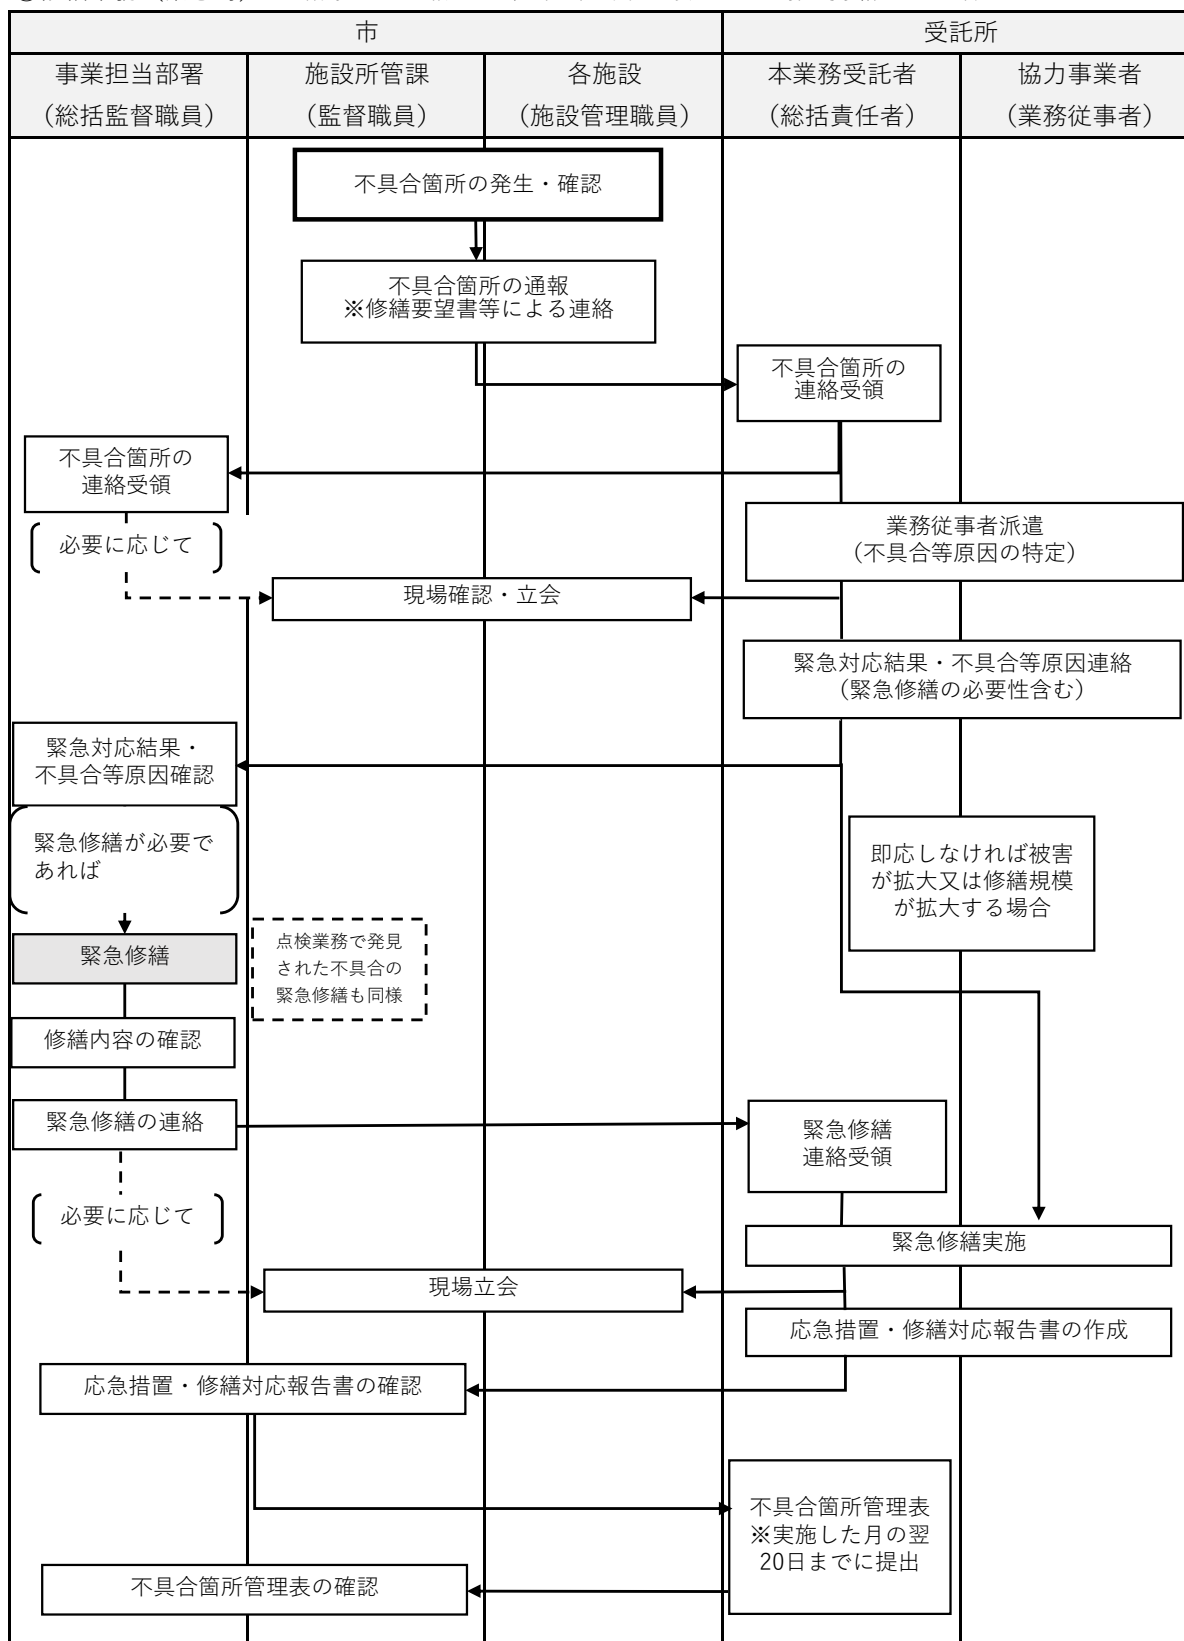 市
受託所
事業担当部署
(総括監督職員)
施設所管課
(監督職員)
各施設
(施設管理職員)
本業務受託者
(総括責任者)
協力事業者
(業務従事者)
不具合箇所の発生・確認
不具合箇所の通報
※修繕要望書等による連絡
不具合箇所の
連絡受領
不具合箇所の
連絡受領
必要に応じて
業務従事者派遣
(不具合等原因の特定)
現場確認・立会
緊急対応結果・不具合等原因連絡
(緊急修繕の必要性含む)
緊急対応結果・
不具合等原因確認
緊急修繕が必要で
あれば
即応しなければ被害
が拡大又は修繕規模
が拡大する場合
緊急修繕
点検業務で発見
された不具合の
緊急修繕も同様
修繕内容の確認
緊急修繕の連絡
緊急修繕
連絡受領
必要に応じて
緊急修繕実施
現場立会
応急措置・修繕対応報告書の作成
応急措置・修繕対応報告書の確認
不具合箇所管理表
※実施した月の翌
20日までに提出
不具合箇所管理表の確認